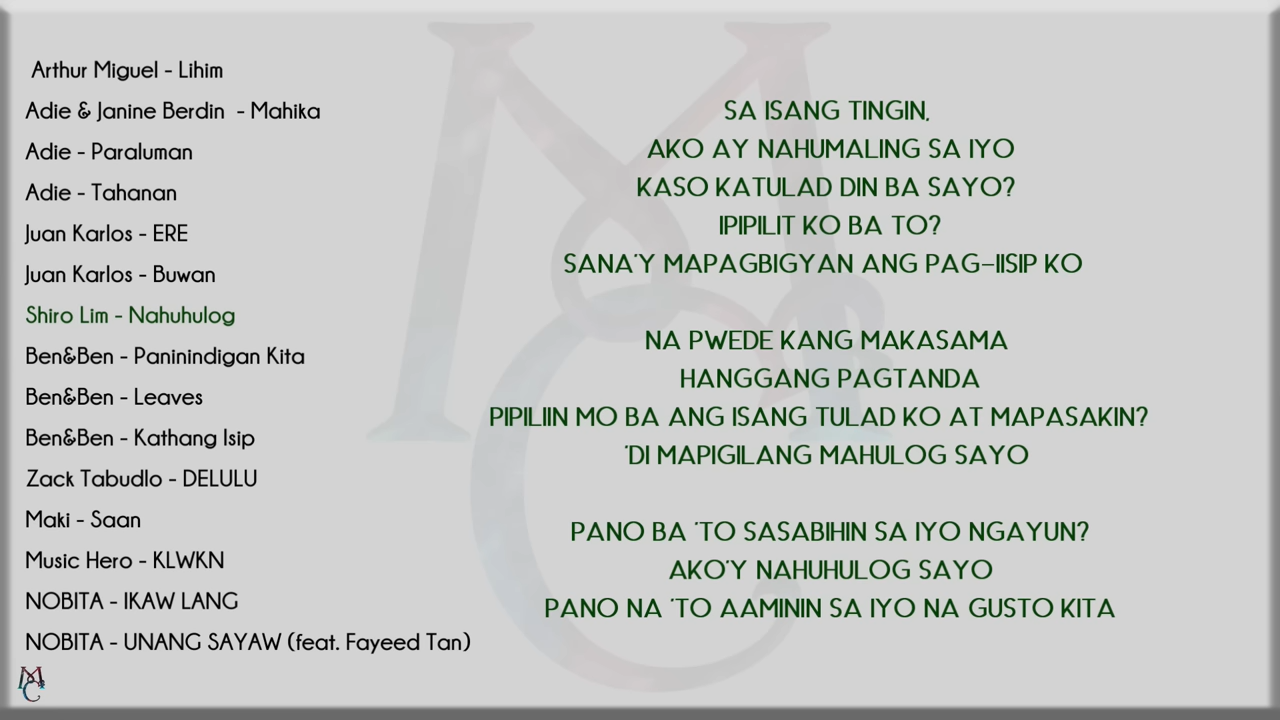 Arthur Miguel - Lihim
Adie & Janine Berdin - Mahika
Adie - Paraluman
Adie - Tahanan
Juan Karlos - ERE
Juan Karlos - Buwan
Shiro Lim - Nahuhulog
Ben&Ben - Paninindigan Kita
Ben&Ben - Leaves
Ben&Ben - Kathang Isip
Zack Tabudlo - DELULU
Maki - Saan
Music Hero - KLWKN
NOBITA - IKAW LANG
NOBITA - UNANG SAYAW (feat. Fayeed Tan)
SA ISANG TINGIN,
AKO AY NAHUMALING SA IYO
KASO KATULAD DIN BA SAYO?
IPIPILIT KO BA TO?
SANA'Y MAPAGBIGYAN ANG PAG-IISIP KO
NA PWEDE KANG MAKASAMA
HANGGANG PAGTANDA
PIPILIIN MO BA ANG ISANG TULAD KO AT MAPASAKIN?
'DI MAPIGILANG MAHULOG SAYO
PANO BA 'TO SASABIHIN SA IYO NGAYUN?
AKO'Y NAHUHULOG SAYO
PANO NA 'TO AAMININ SA IYO NA GUSTO KITA
MC